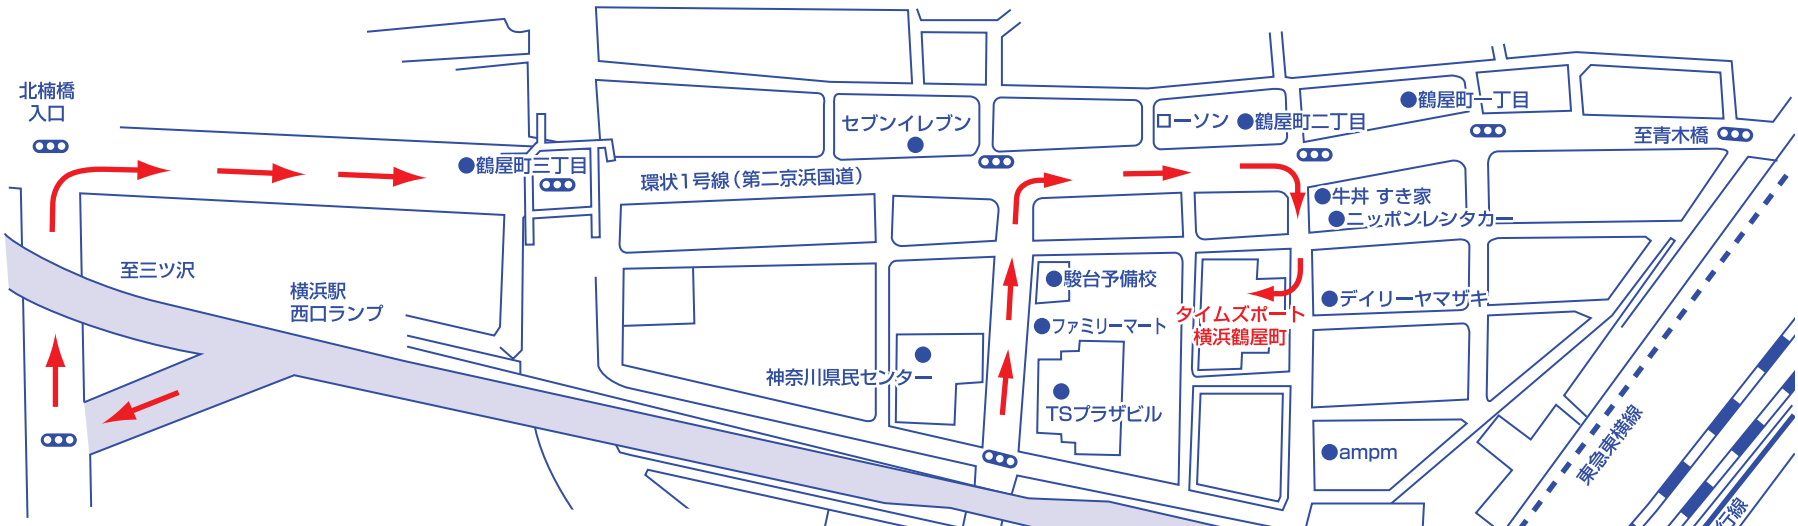 北楠橋
入口
鶴屋町三丁目
環状1号線(第二京浜国道)
セブンイレブン
ローソン
鶴屋町二丁目
鶴屋町一丁目
至青木橋
至三ツ沢
横浜駅
西口ランプ
牛丼 すき家
ニッポンレンタカー
駿台予備校
ファミリーマート
タイムズポート
横浜鶴屋町
デイリーヤマザキ
神奈川県民センター
TSプラザビル
ampm
東急東横線
行線